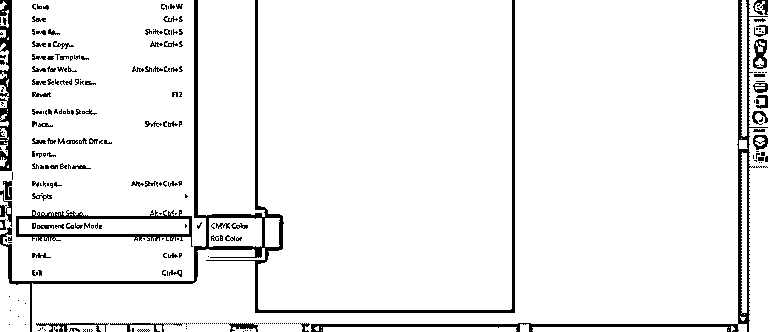 Close Ctrl+W
Save Ctrl+S
Save As... Shift+Ctrl+S
Save a Copy... Alt+Ctrl+S
Save as Template...
Save for Web... Alt+Shift+Ctrl+S
Save Selected Slices...
Revert F12
Search Adobe Stock...
Place... Shift+Ctrl+P
Save for Microsoft Office...
Export...
Share on Behance...
Package... Alt+Shift+Ctrl+P
Scripts
Document Setup... Alt+Ctrl+P
Document Color Mode
CMYK Color
RGB Color
File Info... Alt+Shift+Ctrl+I
Print... Ctrl+P
Exit Ctrl+Q